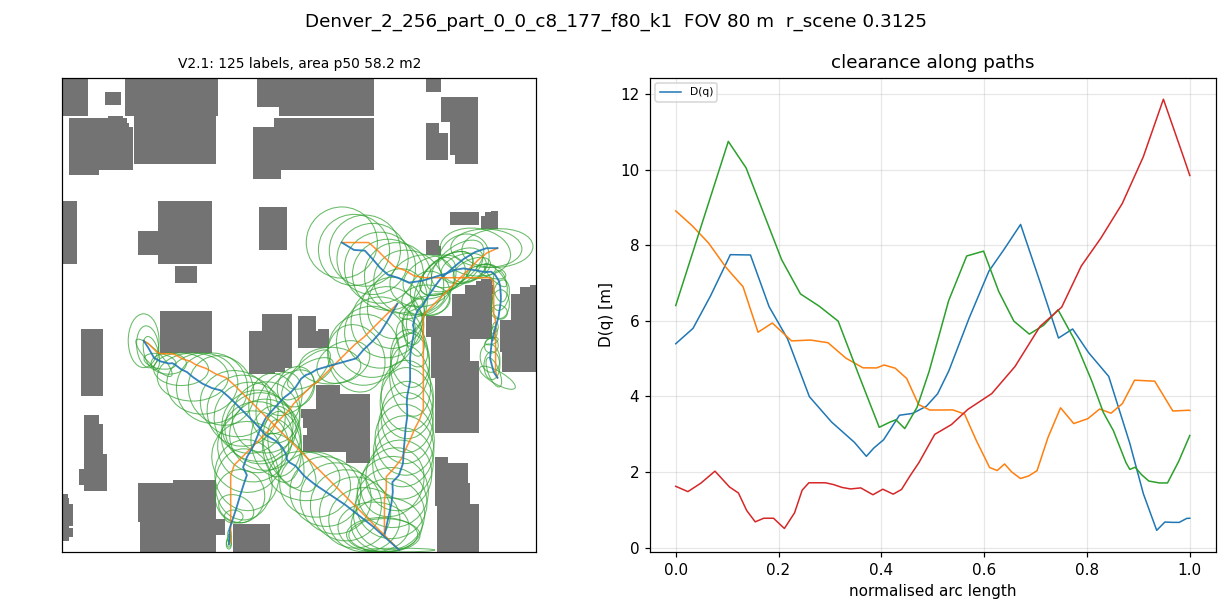 Denver_2_256_part_0_0_c8_177_f80_k1  FOV 80 m  r_scene 0.3125
V2.1: 125 labels, area p50 58.2 m2
clearance along paths
D(q)
12
10
8
6
4
2
0
D(q) [m]
0.0 0.2 0.4 0.6 0.8 1.0
normalised arc length